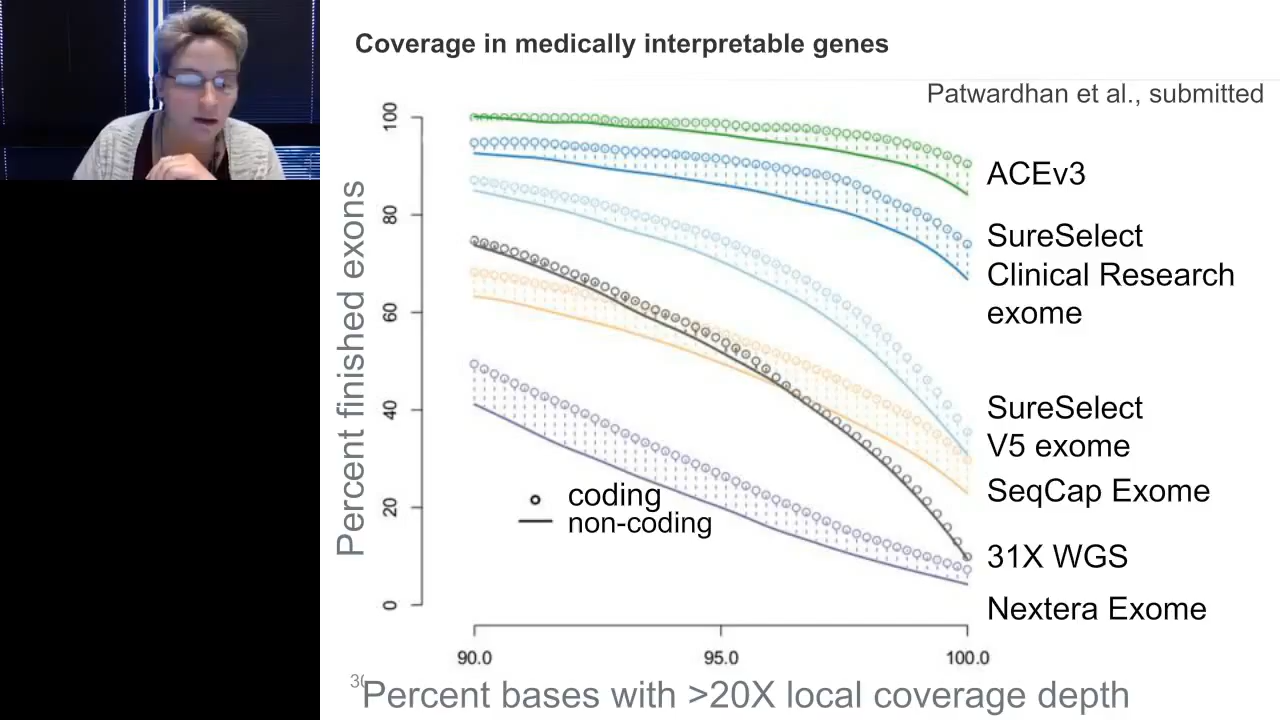 Coverage in medically interpretable genes
Patwardhan et al., submitted
Percent finished exons
100
80
60
40
20
0
ACEv3
SureSelect
Clinical Research
exome
SureSelect
V5 exome
SeqCap Exome
31X WGS
Nextera Exome
coding
non-coding
90.0 95.0 100.0
Percent bases with >20X local coverage depth